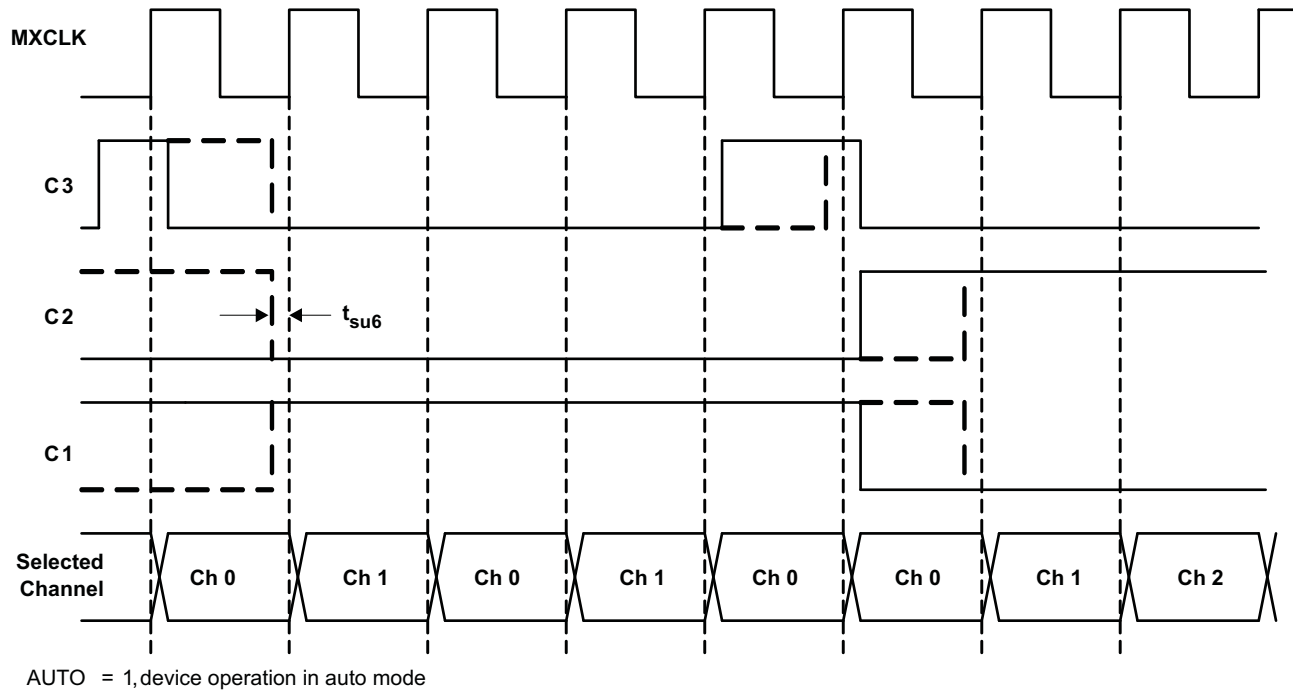 MXCLK
C3
C2
tsu6
C1
Selected Channel
Ch 0 Ch 1 Ch 0 Ch 1 Ch 0 Ch 0 Ch 1 Ch 2
AUTO = 1, device operation in auto mode